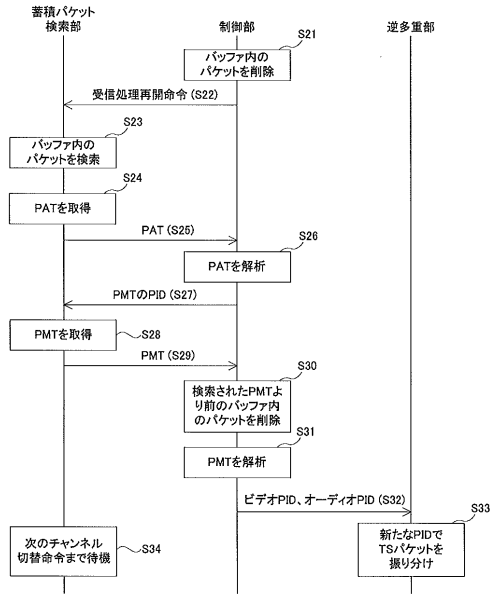 蓄積パケット
検索部
制御部
逆多重部
S21
バッファ内の
パケットを削除
受信処理再開命令(S22)
S23
バッファ内の
パケットを検索
S24
PATを取得
PAT(S25)
S26
PATを解析
PMTのPID(S27)
PMTを取得
S28
PMT(S29)
S30
検索されたPMTよ
り前のバッファ内
のパケットを削除
S31
PMTを解析
ビデオPID、オーディオPID(S32)
S33
新たなPIDで
TSパケットを
振り分け
次のチャンネル
切替命令まで待機
S34